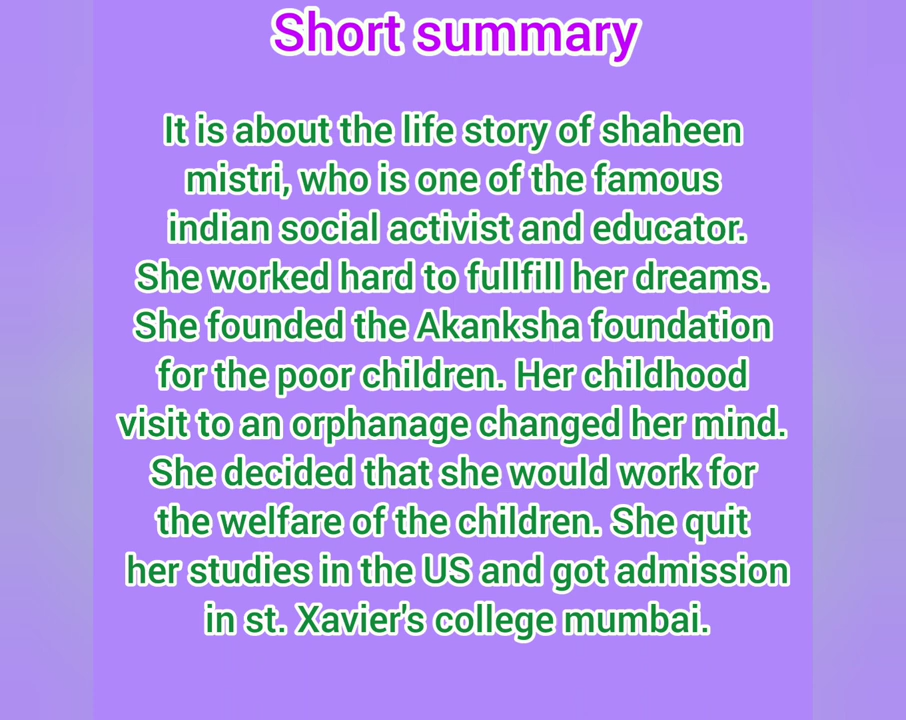 Short summary
It is about the life story of shaheen
mistri, who is one of the famous
indian social activist and educator.
She worked hard to fullfill her dreams.
She founded the Akanksha foundation
for the poor children. Her childhood
visit to an orphanage changed her mind.
She decided that she would work for
the welfare of the children. She quit
her studies in the US and got admission
in st. Xavier's college mumbai.